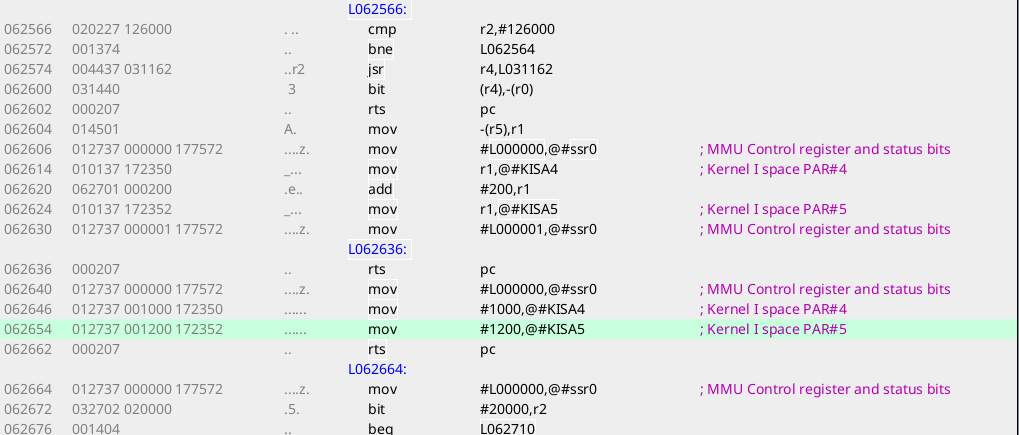 L062566:
062566 020227 126000 . .. cmp r2,#126000
062572 001374 .. bne L062564
062574 004437 031162 ..r2 jsr r4,L031162
062600 031440 3 bit (r4),-(r0)
062602 000207 .. rts pc
062604 014501 A. mov -(r5),r1
062606 012737 000000 177572 ....z. mov #L000000,@#ssr0 ; MMU Control register and status bits
062614 010137 172350 _... mov r1,@#KISA4 ; Kernel I space PAR#4
062620 062701 000200 .e.. add #200,r1
062624 010137 172352 _... mov r1,@#KISA5 ; Kernel I space PAR#5
062630 012737 000001 177572 ....z. mov #L000001,@#ssr0 ; MMU Control register and status bits
L062636:
062636 000207 .. rts pc
062640 012737 000000 177572 ....z. mov #L000000,@#ssr0 ; MMU Control register and status bits
062646 012737 001000 172350 ...... mov #1000,@#KISA4 ; Kernel I space PAR#4
062654 012737 001200 172352 ...... mov #1200,@#KISA5 ; Kernel I space PAR#5
062662 000207 .. rts pc
L062664:
062664 012737 000000 177572 ....z. mov #L000000,@#ssr0 ; MMU Control register and status bits
062672 032702 020000 .5. bit #20000,r2
062676 001404 .. beq L062710